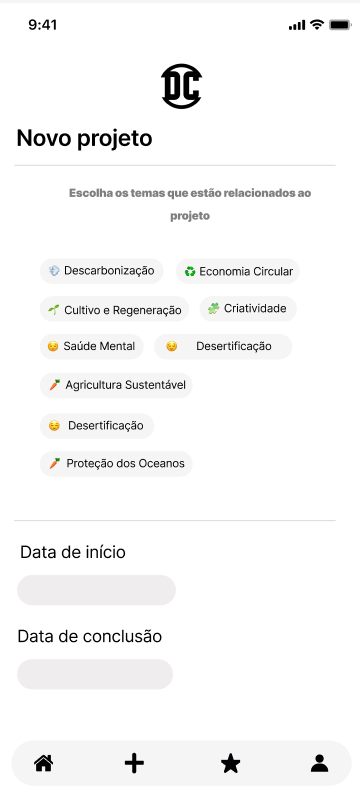 9:41
DC
Novo projeto
Escolha os temas que estão relacionados ao
projeto
💨 Descarbonização ♻️ Economia Circular
🌱 Cultivo e Regeneração 🍀 Criatividade
😌 Saúde Mental 😌 Desertificação
🥕 Agricultura Sustentável
😌 Desertificação
🥕 Proteção dos Oceanos
Data de início
Data de conclusão